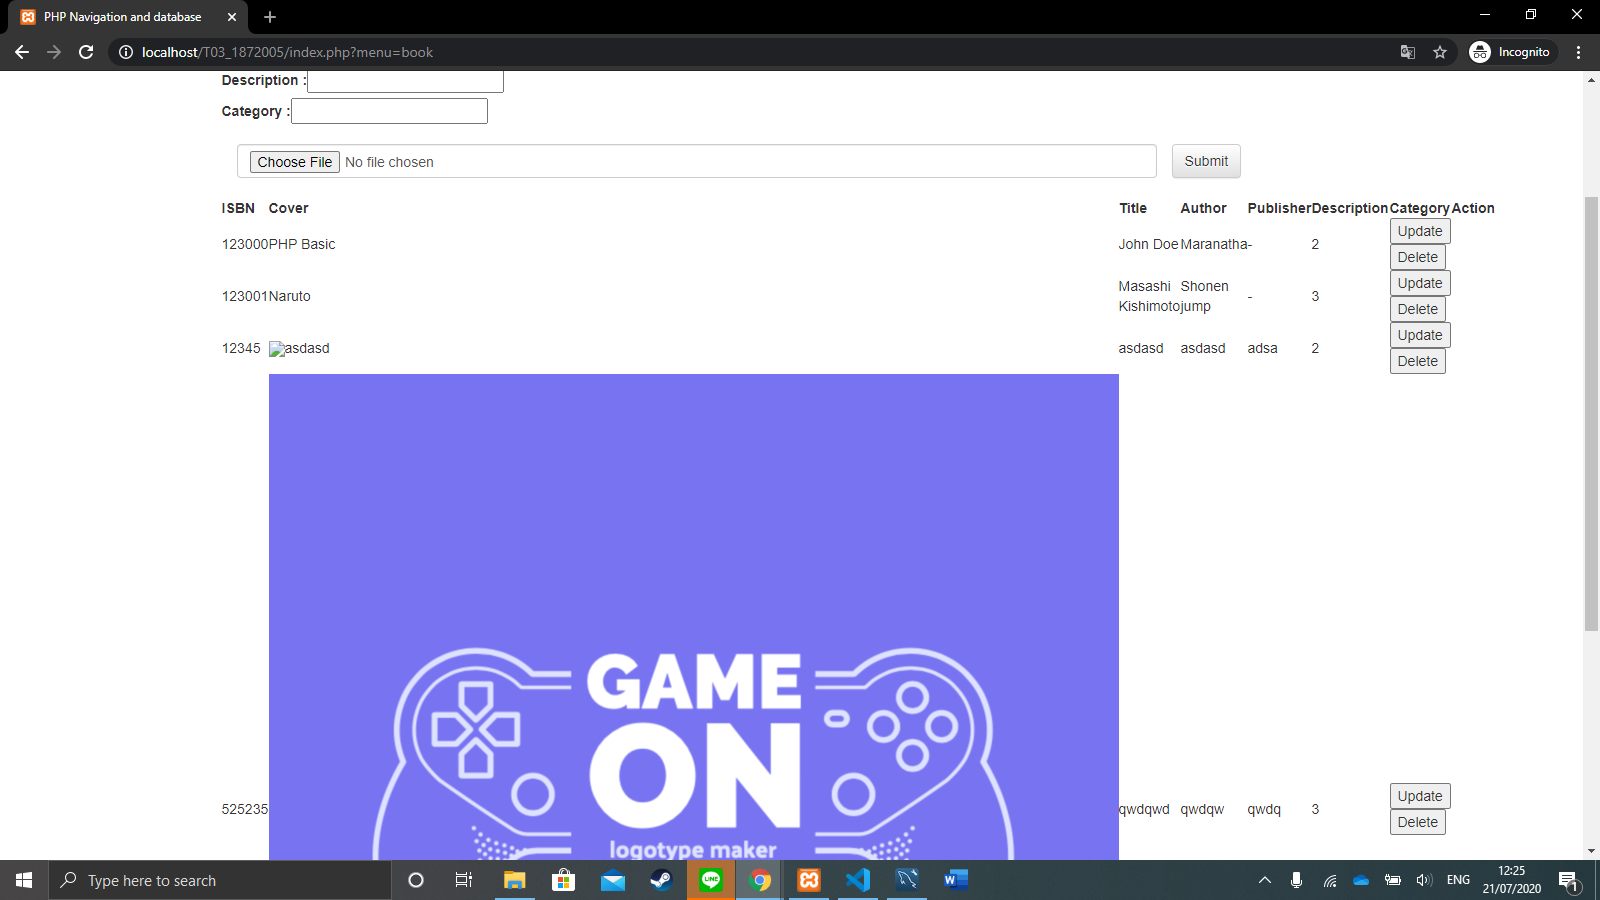 PHP Navigation and database
localhost/T03_1872005/index.php?menu=book
Incognito
Description :
Category :
Choose File No file chosen
Submit
ISBN Cover Title Author Publisher Description Category Action
123000 PHP Basic John Doe Maranatha - 2 Update
Delete
123001 Naruto Masashi Kishimoto Shonen jump - 3 Update
Delete
12345 asdasd asdasd asdasd adsa 2 Update
Delete
GAME
ON
logotype maker
525235 qwdqwd qwdqw qwdq 3 Update
Delete
Type here to search
LINE
W
ENG
12:25
21/07/2020
1